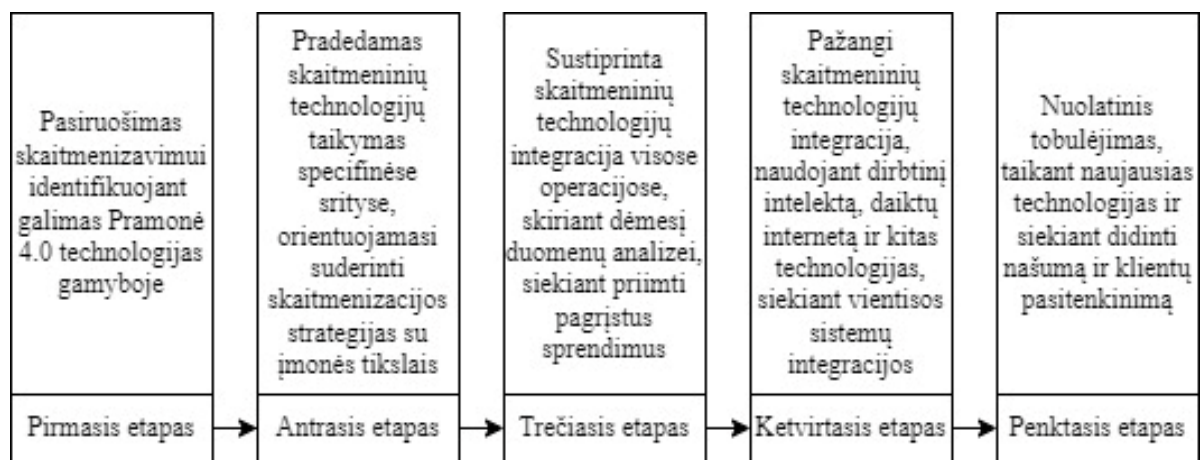 Pasiruošimas
skaitmenizavimui
identifikuojant
galimas Pramonė
4.0 technologijas
gamyboje
Pirmasis etapas
Pradedamas
skaitmeninių
technologijų
taikymas
specifinėse
srityse,
orientuojamasi
suderinti
skaitmenizacijos
strategijas su
įmonės tikslais
Antrasis etapas
Sustiprinta
skaitmeninių
technologijų
integracija visose
operacijose,
skiriant dėmesį
duomenų analizei,
siekiant priimti
pagrįstus
sprendimus
Trečiasis etapas
Pažangi
skaitmeninių
technologijų
integracija,
naudojant dirbtinį
intelektą, daiktų
internetą ir kitas
technologijas,
siekiant vientisos
sistemų
integracijos
Ketvirtasis etapas
Nuolatinis
tobulėjimas,
taikant naujausias
technologijas ir
siekiant didinti
našumą ir klientų
pasitenkinimą
Penktasis etapas